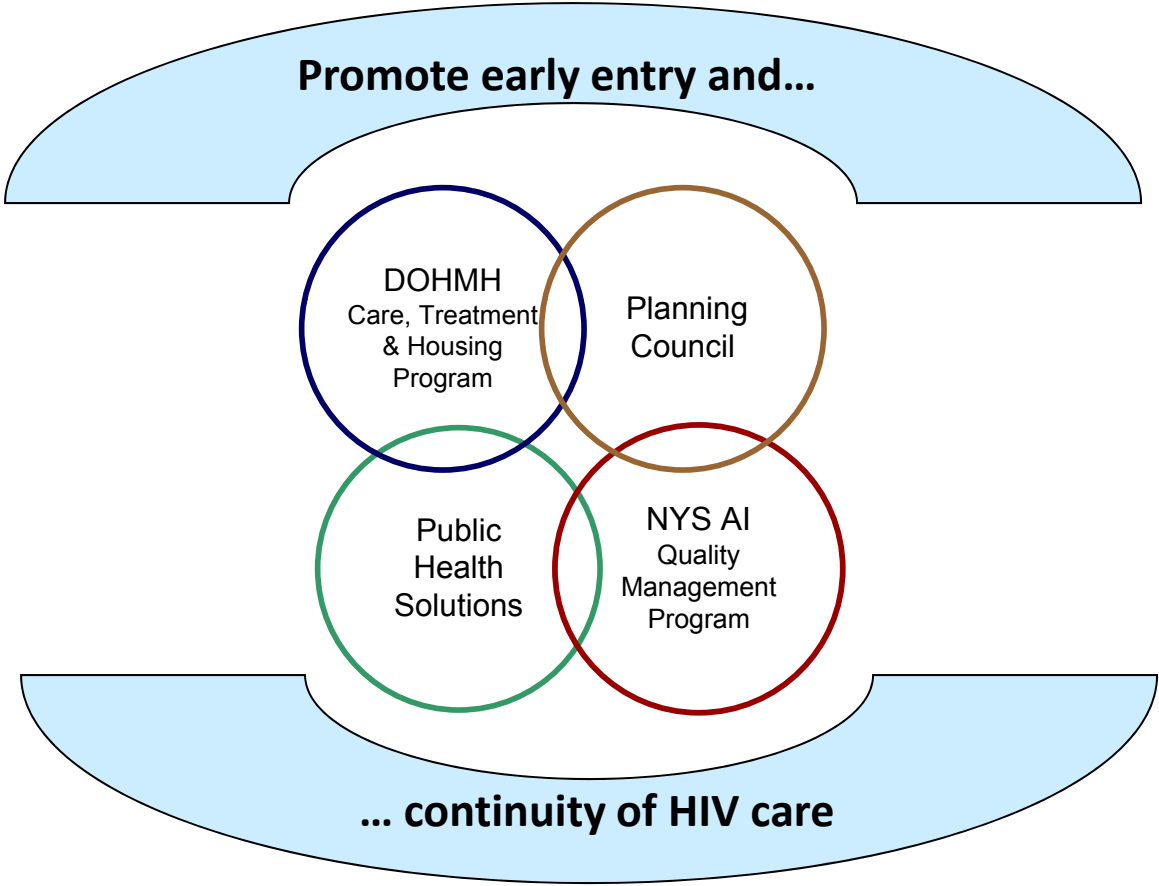 Promote early entry and…
DOHMH
Care, Treatment
& Housing
Program
Planning
Council
Public
Health
Solutions
NYS AI
Quality
Management
Program
… continuity of HIV care